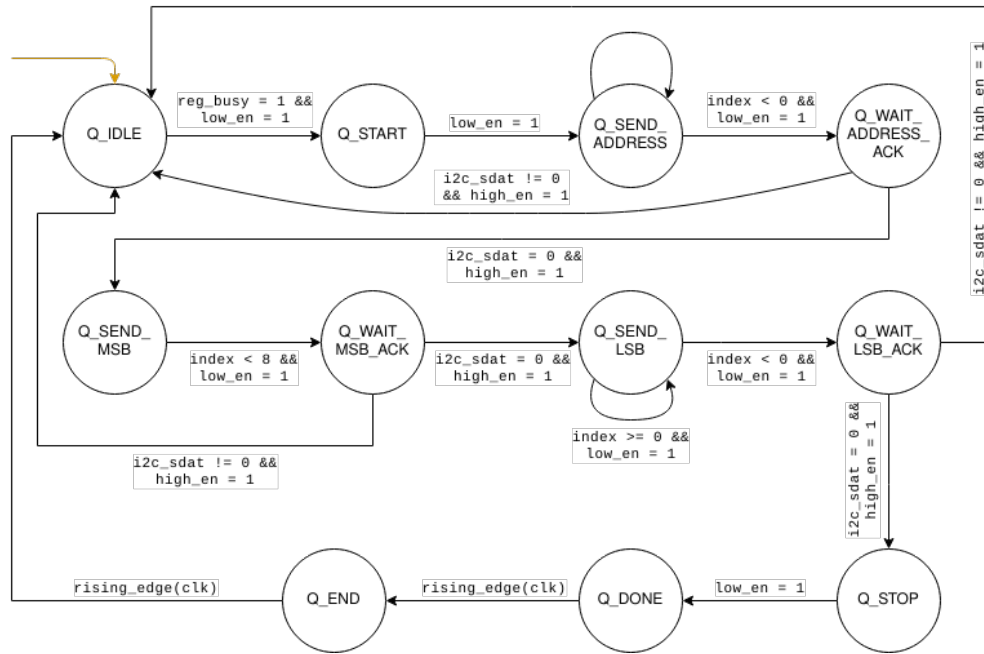 reg_busy = 1 &&
low_en = 1
Q_IDLE
Q_START
low_en = 1
Q_SEND_
ADDRESS
index < 0 &&
low_en = 1
Q_WAIT_
ADDRESS_
ACK
i2c_sdat != 0 && high_en = 1
i2c_sdat != 0
&& high_en = 1
i2c_sdat = 0 &&
high_en = 1
Q_SEND_
MSB
index < 8 &&
low_en = 1
Q_WAIT_
MSB_ACK
i2c_sdat = 0 &&
high_en = 1
Q_SEND_
LSB
index < 0 &&
low_en = 1
Q_WAIT_
LSB_ACK
index >= 0 &&
low_en = 1
i2c_sdat != 0 &&
high_en = 1
i2c_sdat = 0 &&
high_en = 1
rising_edge(clk)
Q_END
rising_edge(clk)
Q_DONE
low_en = 1
Q_STOP